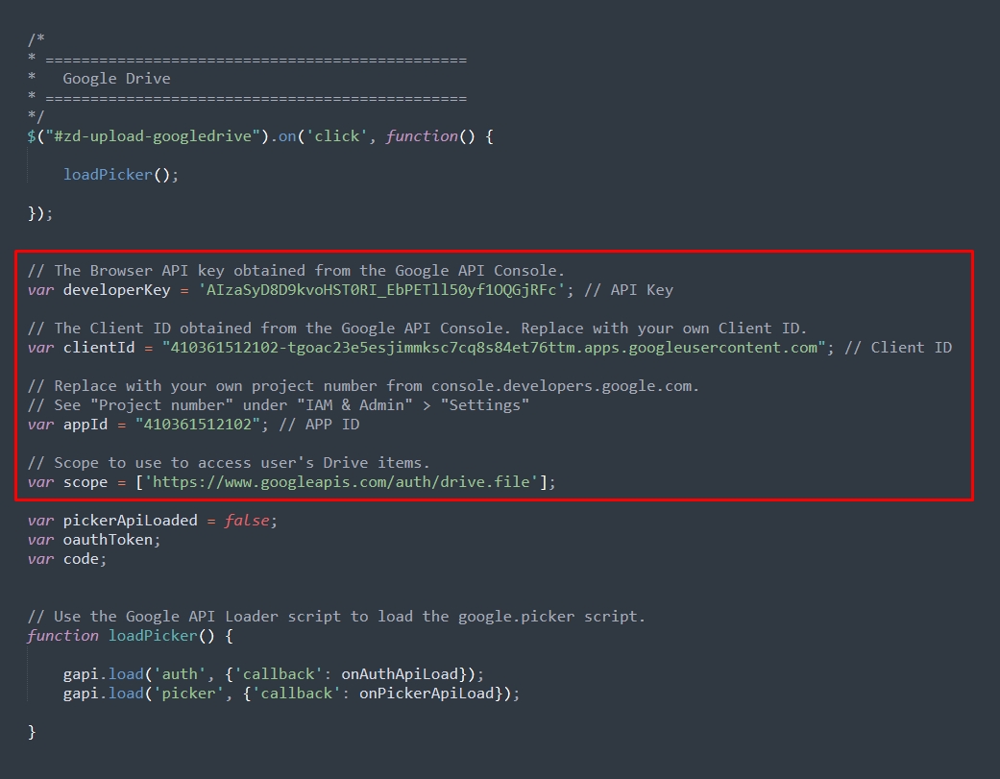 /*
* ===============================================
*   Google Drive
* ===============================================
*/
$("#zd-upload-googledrive").on('click', function() {
loadPicker();
});
// The Browser API key obtained from the Google API Console.
var developerKey = 'AIzaSyD8D9kvoHST0RI_EbPETll50yf1OQGjRFc'; // API Key
// The Client ID obtained from the Google API Console. Replace with your own Client ID.
var clientId = "410361512102-tgoac23e5esjimmksc7cq8s84et76ttm.apps.googleusercontent.com"; // Client ID
// Replace with your own project number from console.developers.google.com.
// See "Project number" under "IAM & Admin" > "Settings"
var appId = "410361512102"; // APP ID
// Scope to use to access user's Drive items.
var scope = ['https://www.googleapis.com/auth/drive.file'];
var pickerApiLoaded = false;
var oauthToken;
var code;
// Use the Google API Loader script to load the google.picker script.
function loadPicker() {
gapi.load('auth', {'callback': onAuthApiLoad});
gapi.load('picker', {'callback': onPickerApiLoad});
}